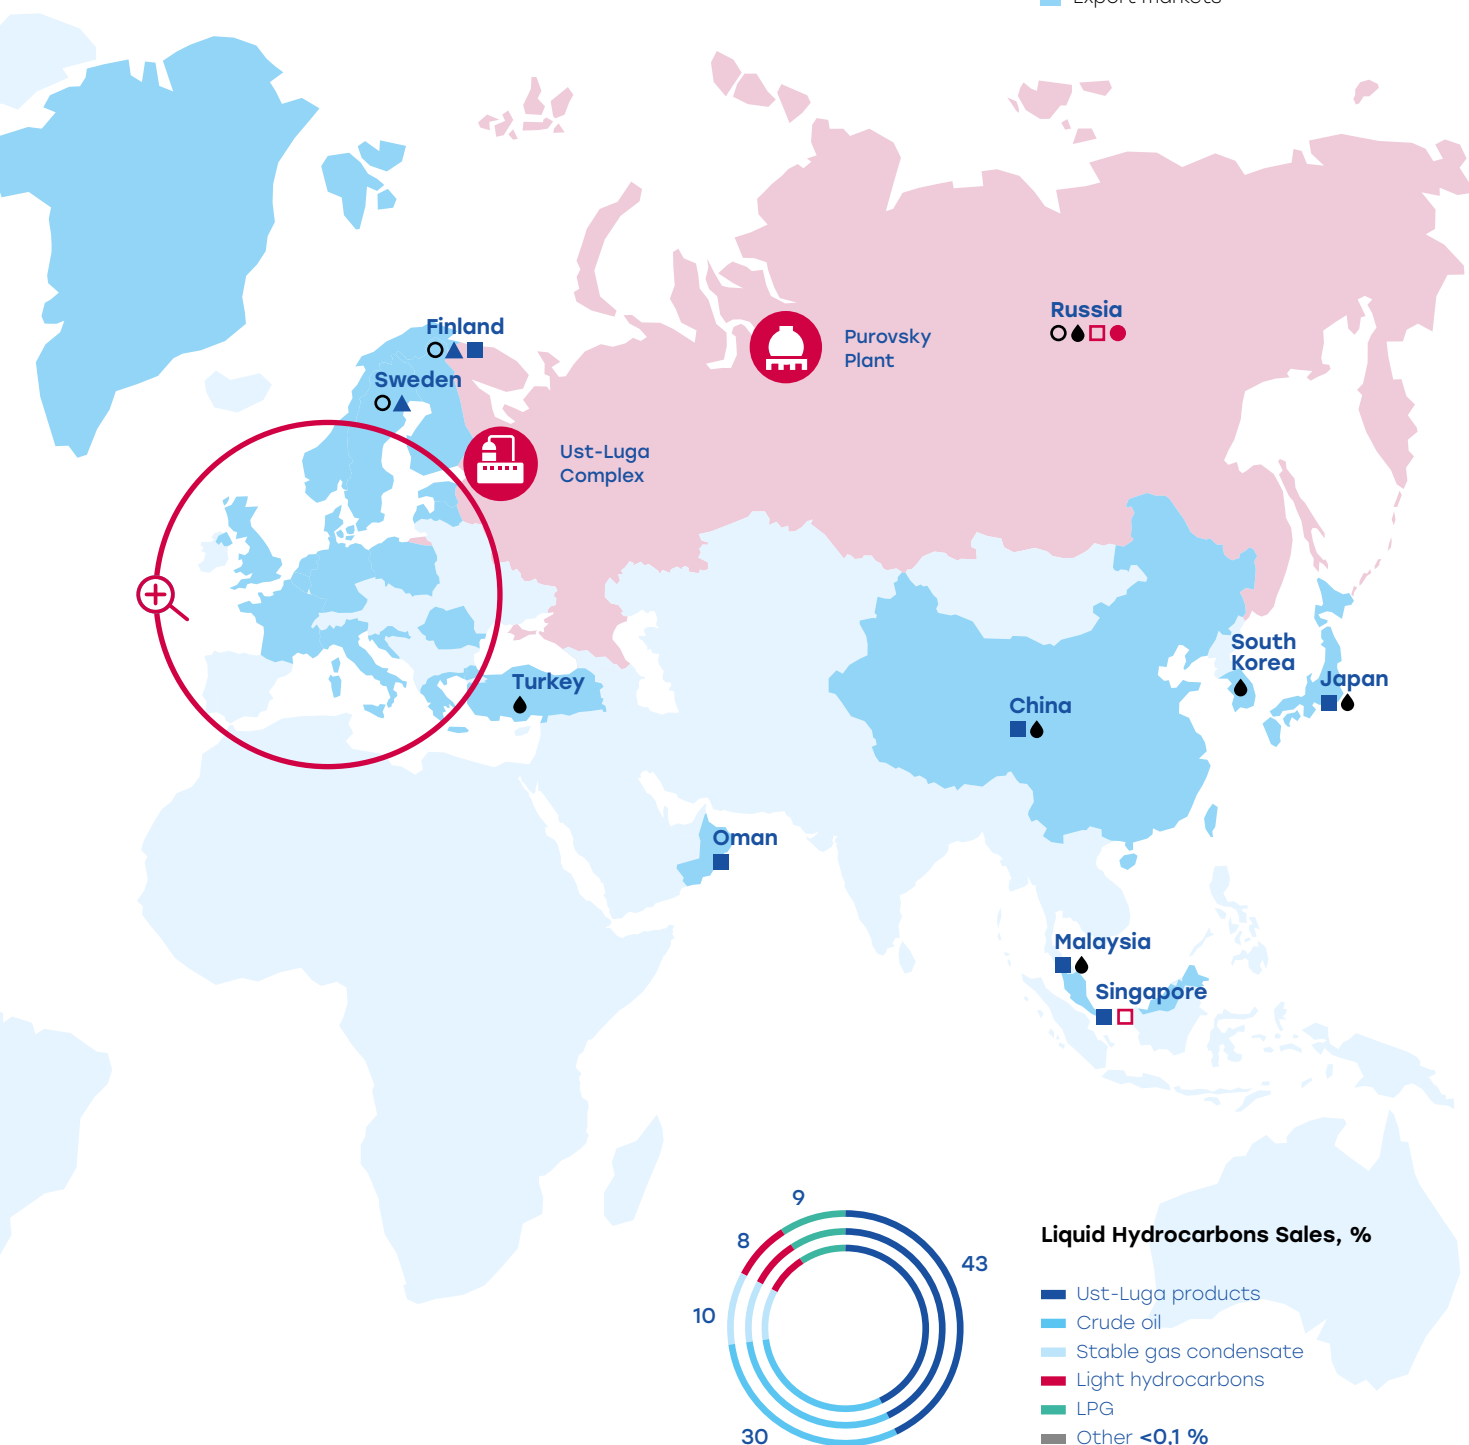 Export markets
Finland
Sweden
Purovsky
Plant
Russia
Ust-Luga
Complex
Turkey
South
Korea
Japan
China
Oman
Malaysia
Singapore
9
8
43
10
30
Liquid Hydrocarbons Sales, %
Ust-Luga products
Crude oil
Stable gas condensate
Light hydrocarbons
LPG
Other <0,1 %